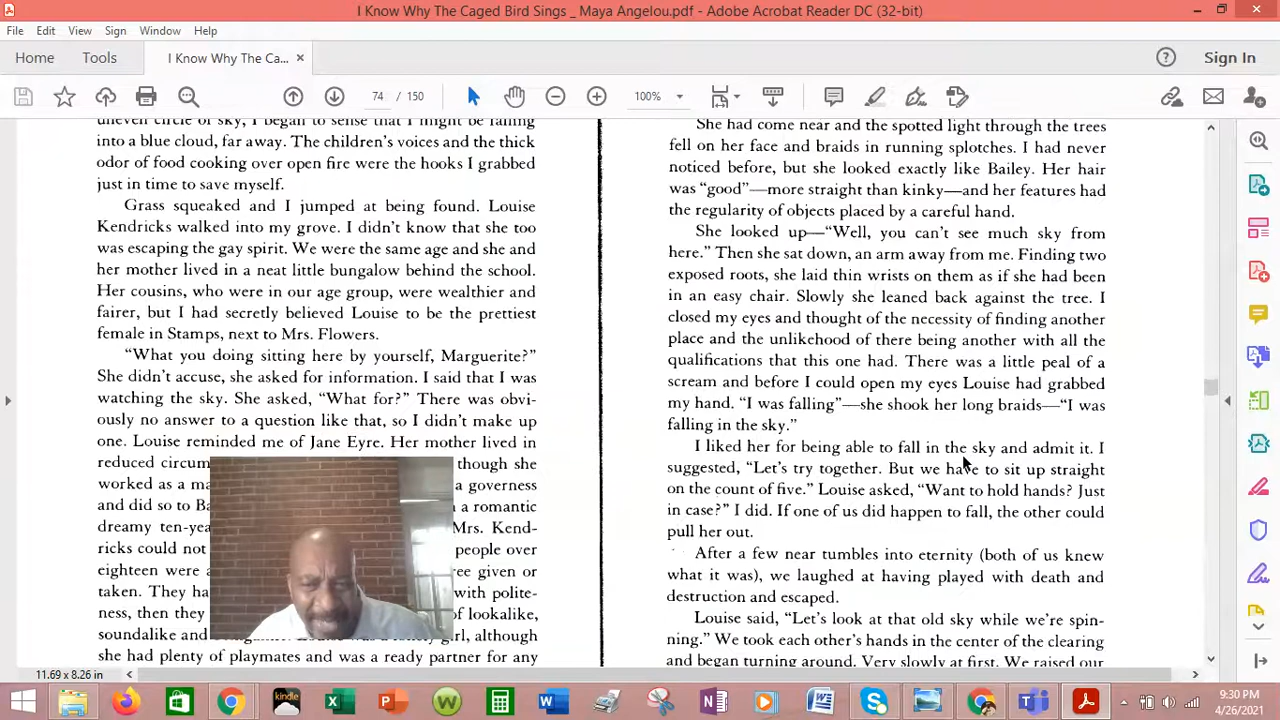 I Know Why The Caged Bird Sings _ Maya Angelou.pdf - Adobe Acrobat Reader DC (32-bit)
File Edit View Sign Window Help
Home Tools I Know Why The Ca... × Sign In
74 / 150 100%
uneven circle of sky, I began to sense that I might be falling
into a blue cloud, far away. The children's voices and the thick
odor of food cooking over open fire were the hooks I grabbed
just in time to save myself.
Grass squeaked and I jumped at being found. Louise
Kendricks walked into my grove. I didn't know that she too
was escaping the gay spirit. We were the same age and she and
her mother lived in a neat little bungalow behind the school.
Her cousins, who were in our age group, were wealthier and
fairer, but I had secretly believed Louise to be the prettiest
female in Stamps, next to Mrs. Flowers.
"What you doing sitting here by yourself, Marguerite?"
She didn't accuse, she asked for information. I said that I was
watching the sky. She asked, "What for?" There was obvi-
ously no answer to a question like that, so I didn't make up
one. Louise reminded me of Jane Eyre. Her mother lived in
reduced circum though she
worked as a ma a governess
and did so to Ba a romantic
dreamy ten-yea Mrs. Kend-
ricks could not people over
eighteen were a ree given or
taken. They ha with polite-
ness, then they of lookalike,
soundalike and girl, although
she had plenty of playmates and was a ready partner for any
She had come near and the spotted light through the trees
fell on her face and braids in running splotches. I had never
noticed before, but she looked exactly like Bailey. Her hair
was "good"—more straight than kinky—and her features had
the regularity of objects placed by a careful hand.
She looked up—"Well, you can't see much sky from
here." Then she sat down, an arm away from me. Finding two
exposed roots, she laid thin wrists on them as if she had been
in an easy chair. Slowly she leaned back against the tree. I
closed my eyes and thought of the necessity of finding another
place and the unlikehood of there being another with all the
qualifications that this one had. There was a little peal of a
scream and before I could open my eyes Louise had grabbed
my hand. "I was falling"—she shook her long braids—"I was
falling in the sky."
I liked her for being able to fall in the sky and admit it. I
suggested, "Let's try together. But we have to sit up straight
on the count of five." Louise asked, "Want to hold hands? Just
in case?" I did. If one of us did happen to fall, the other could
pull her out.
After a few near tumbles into eternity (both of us knew
what it was), we laughed at having played with death and
destruction and escaped.
Louise said, "Let's look at that old sky while we're spin-
ning." We took each other's hands in the center of the clearing
and began turning around. Very slowly at first. We raised our
11.69 x 8.26 in
kindle
9:30 PM
4/26/2021